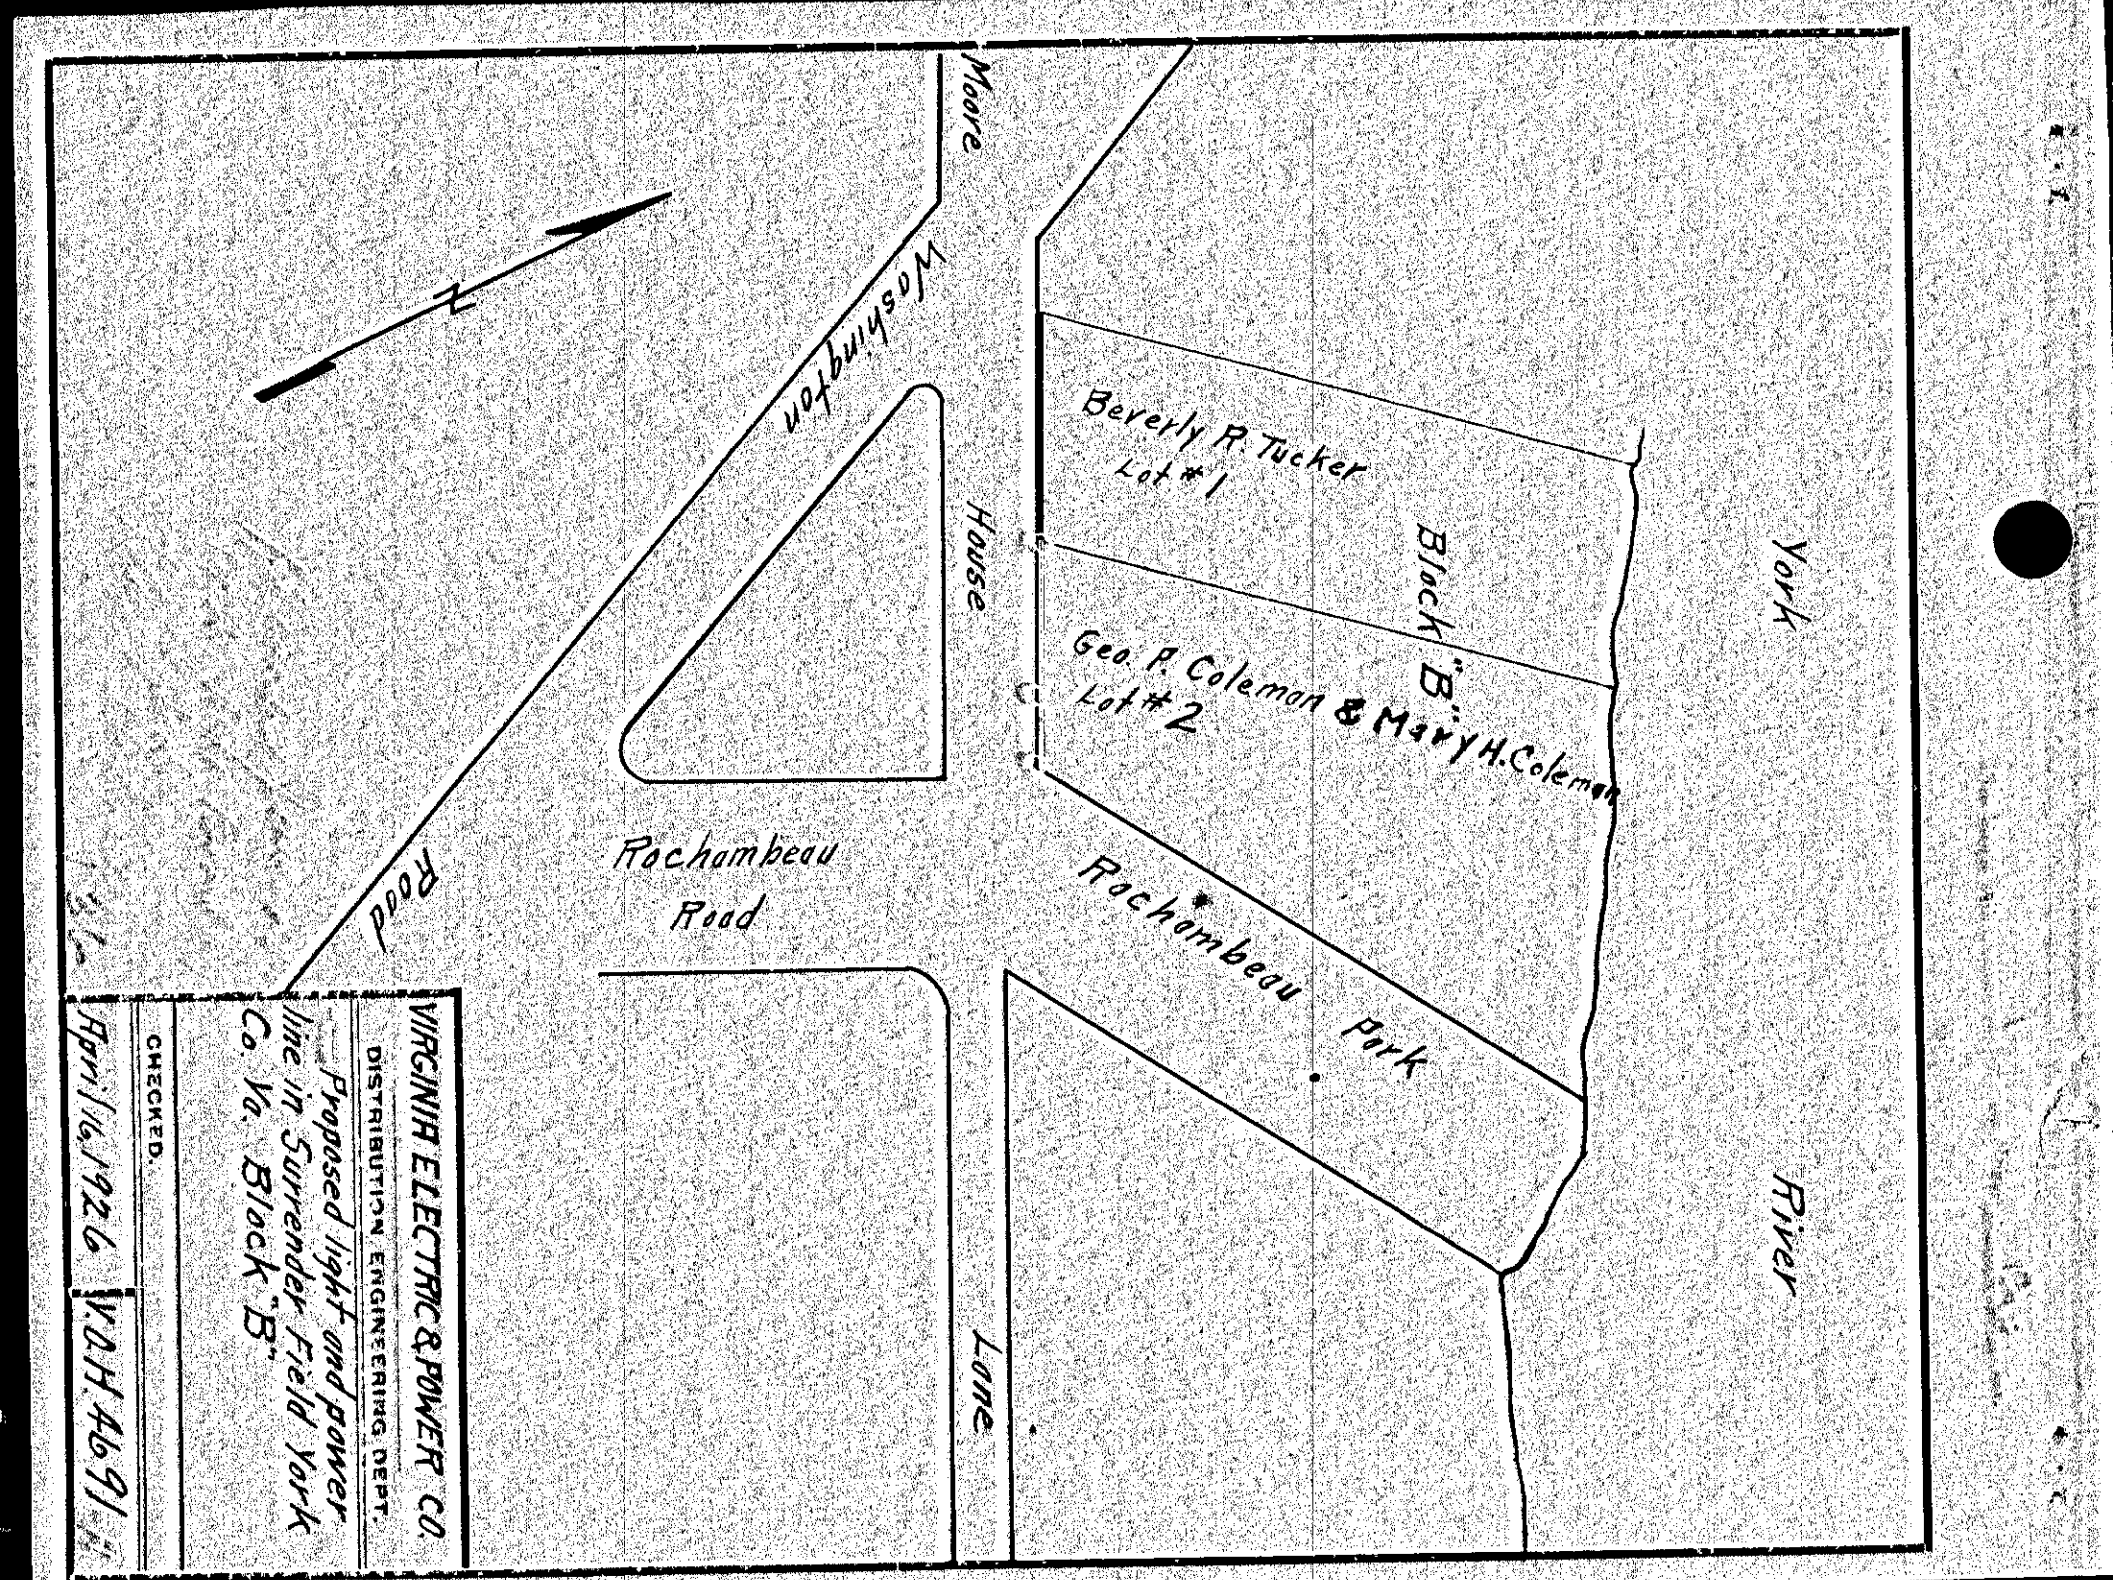 Moore House Lane
Washington Road
Rochambeau
Road
York River
Beverly R. Tucker
Lot #1
Block "B".
Geo. P. Coleman & Mary H. Coleman
Lot #2
Rochambeau Park
VIRGINIA ELECTRIC & POWER CO.
DISTRIBUTION ENGINEERING DEPT.
Proposed light and power
line in Surrender Field York
Co. Va. Block "B".
CHECKED.
April 16, 1926 V.O.H. A691